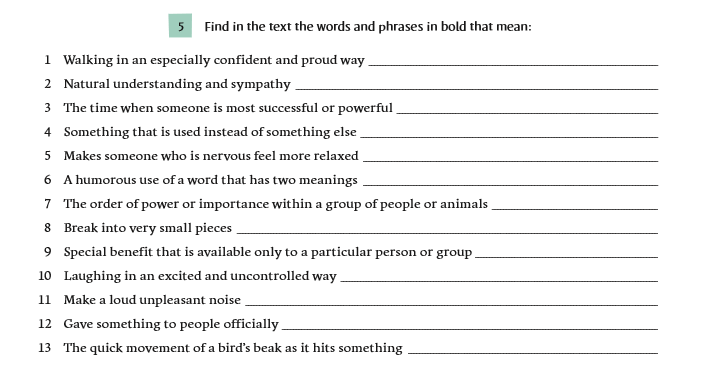 5 Find in the text the words and phrases in bold that mean:
1 Walking in an especially confident and proud way
2 Natural understanding and sympathy
3 The time when someone is most successful or powerful
4 Something that is used instead of something else
5 Makes someone who is nervous feel more relaxed
6 A humorous use of a word that has two meanings
7 The order of power or importance within a group of people or animals
8 Break into very small pieces
9 Special benefit that is available only to a particular person or group
10 Laughing in an excited and uncontrolled way
11 Make a loud unpleasant noise
12 Gave something to people officially
13 The quick movement of a bird's beak as it hits something